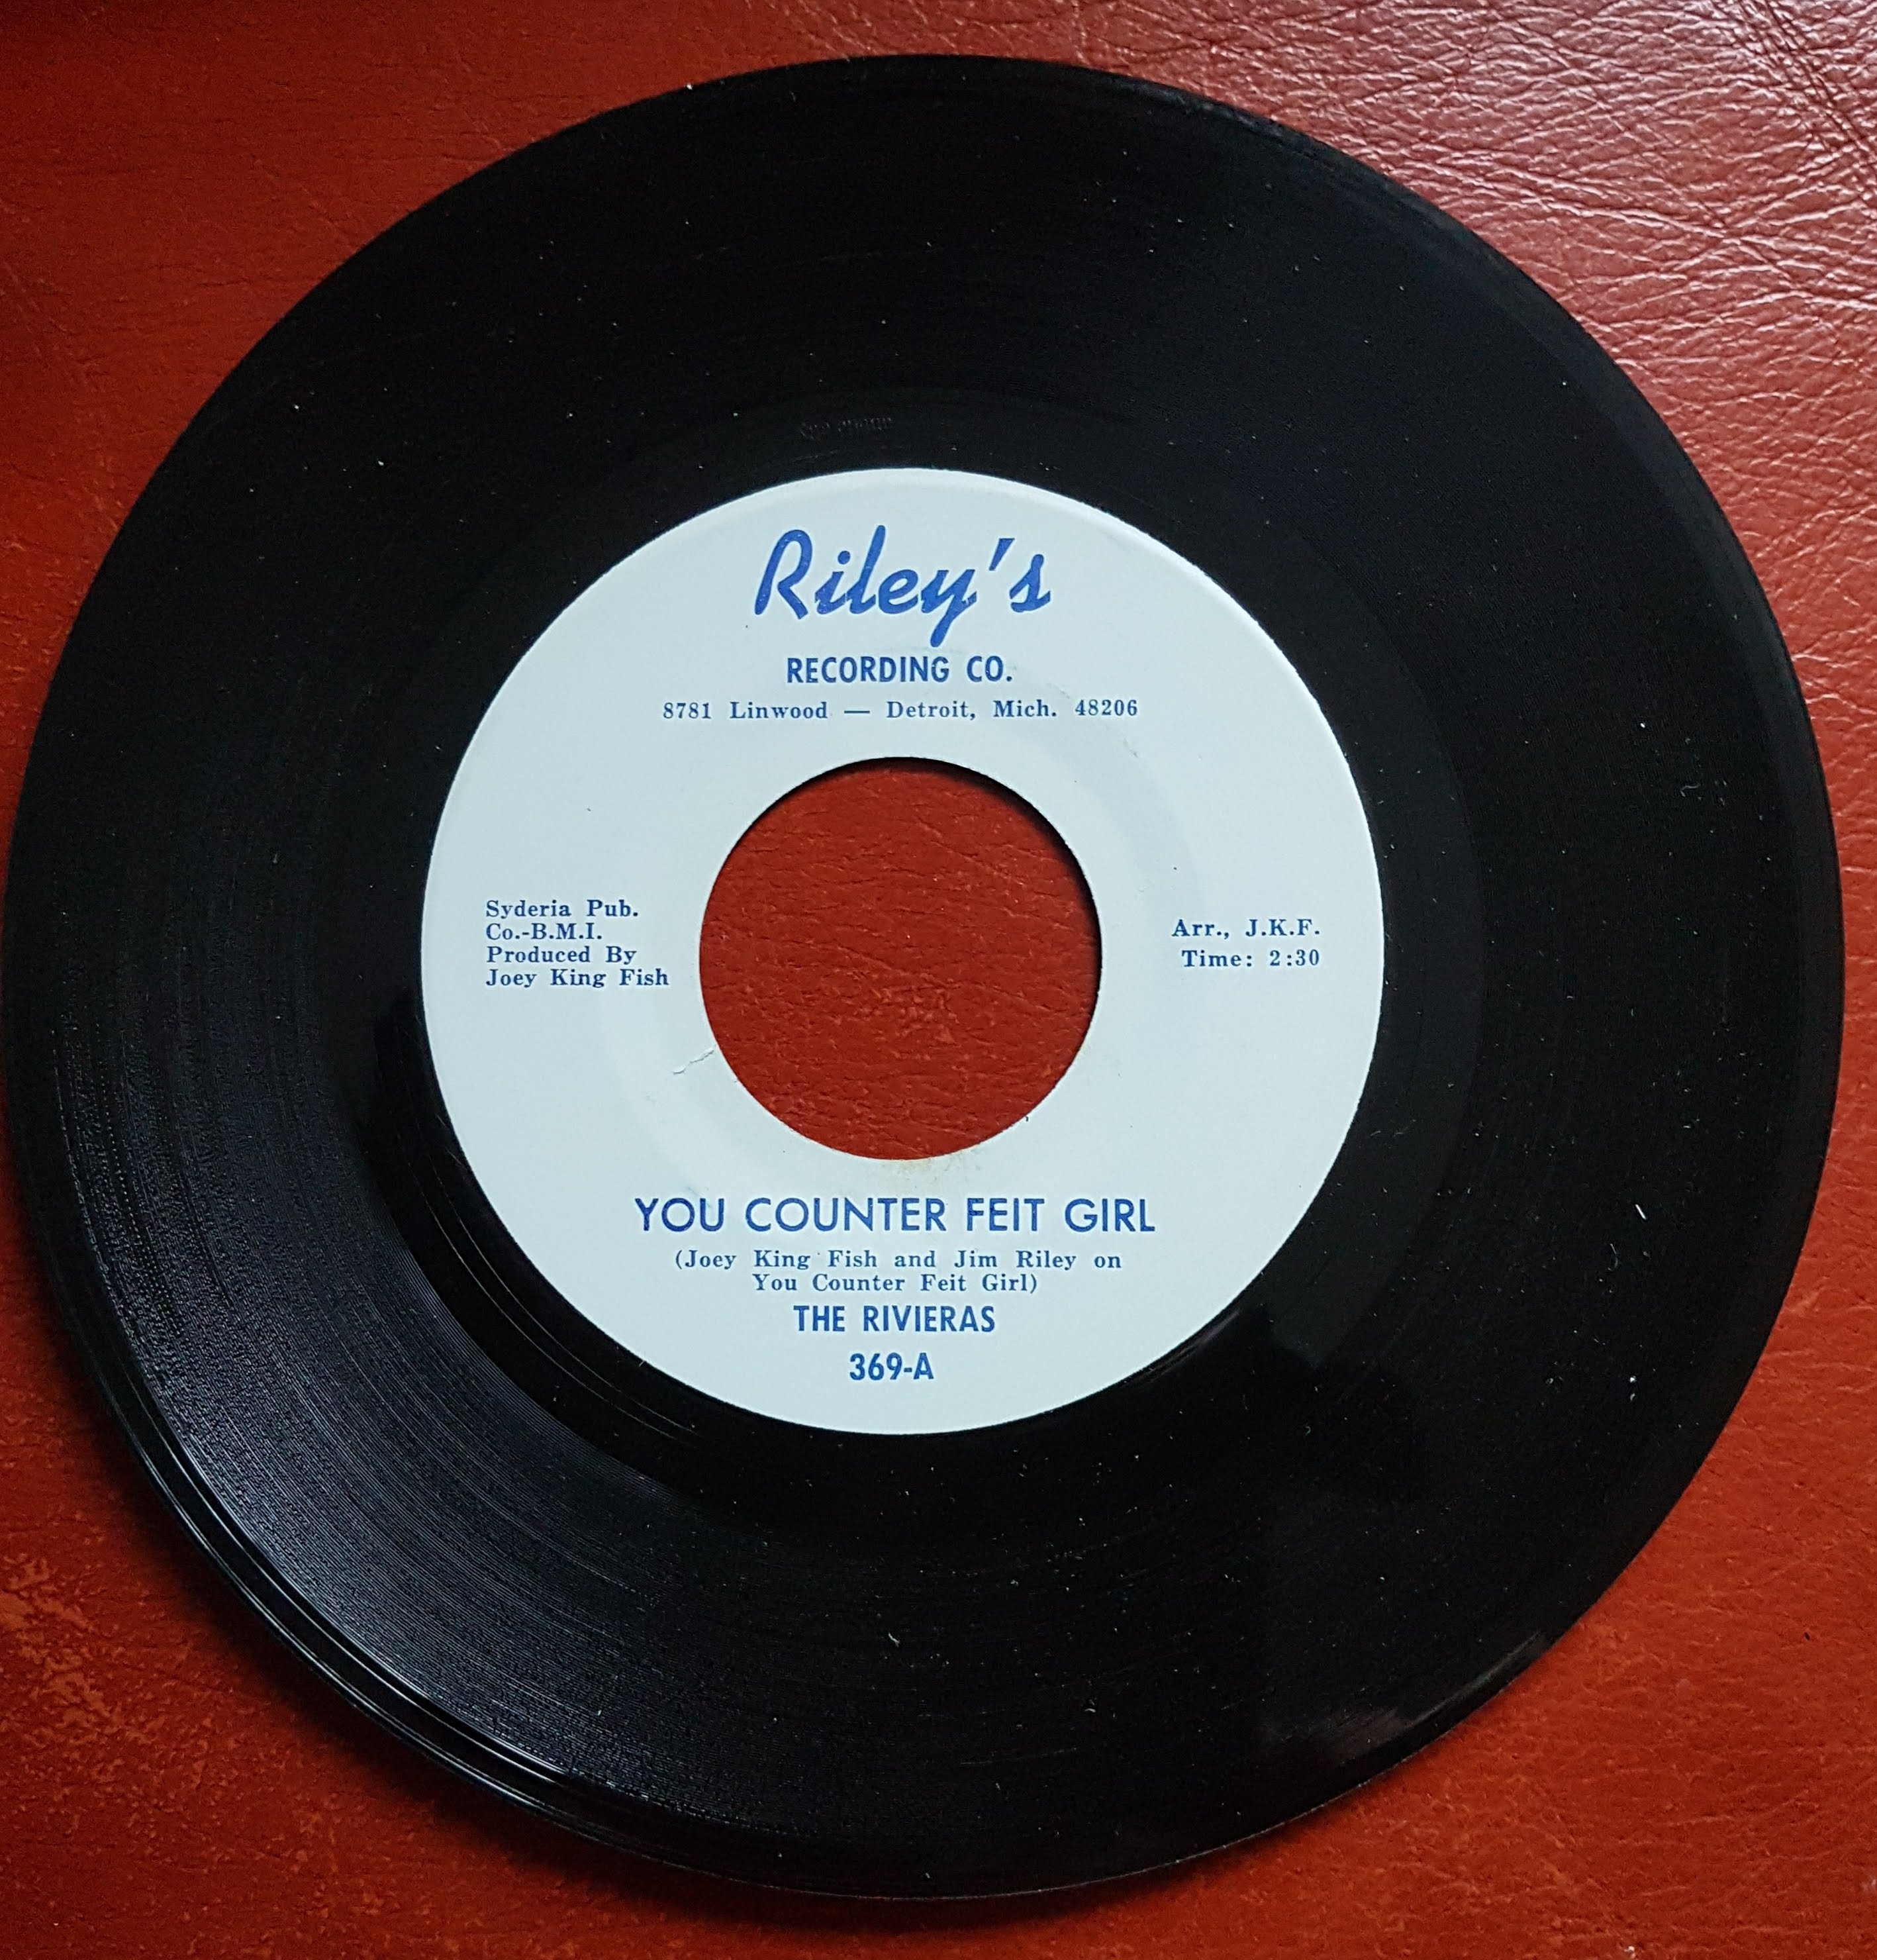 Riley's
RECORDING CO.
8781 Linwood — Detroit, Mich. 48206
Syderia Pub.
Co.-B.M.I.
Produced By
Joey King Fish
Arr., J.K.F.
Time: 2:30
YOU COUNTER FEIT GIRL
(Joey King Fish and Jim Riley on
You Counter Feit Girl)
THE RIVIERAS
369-A